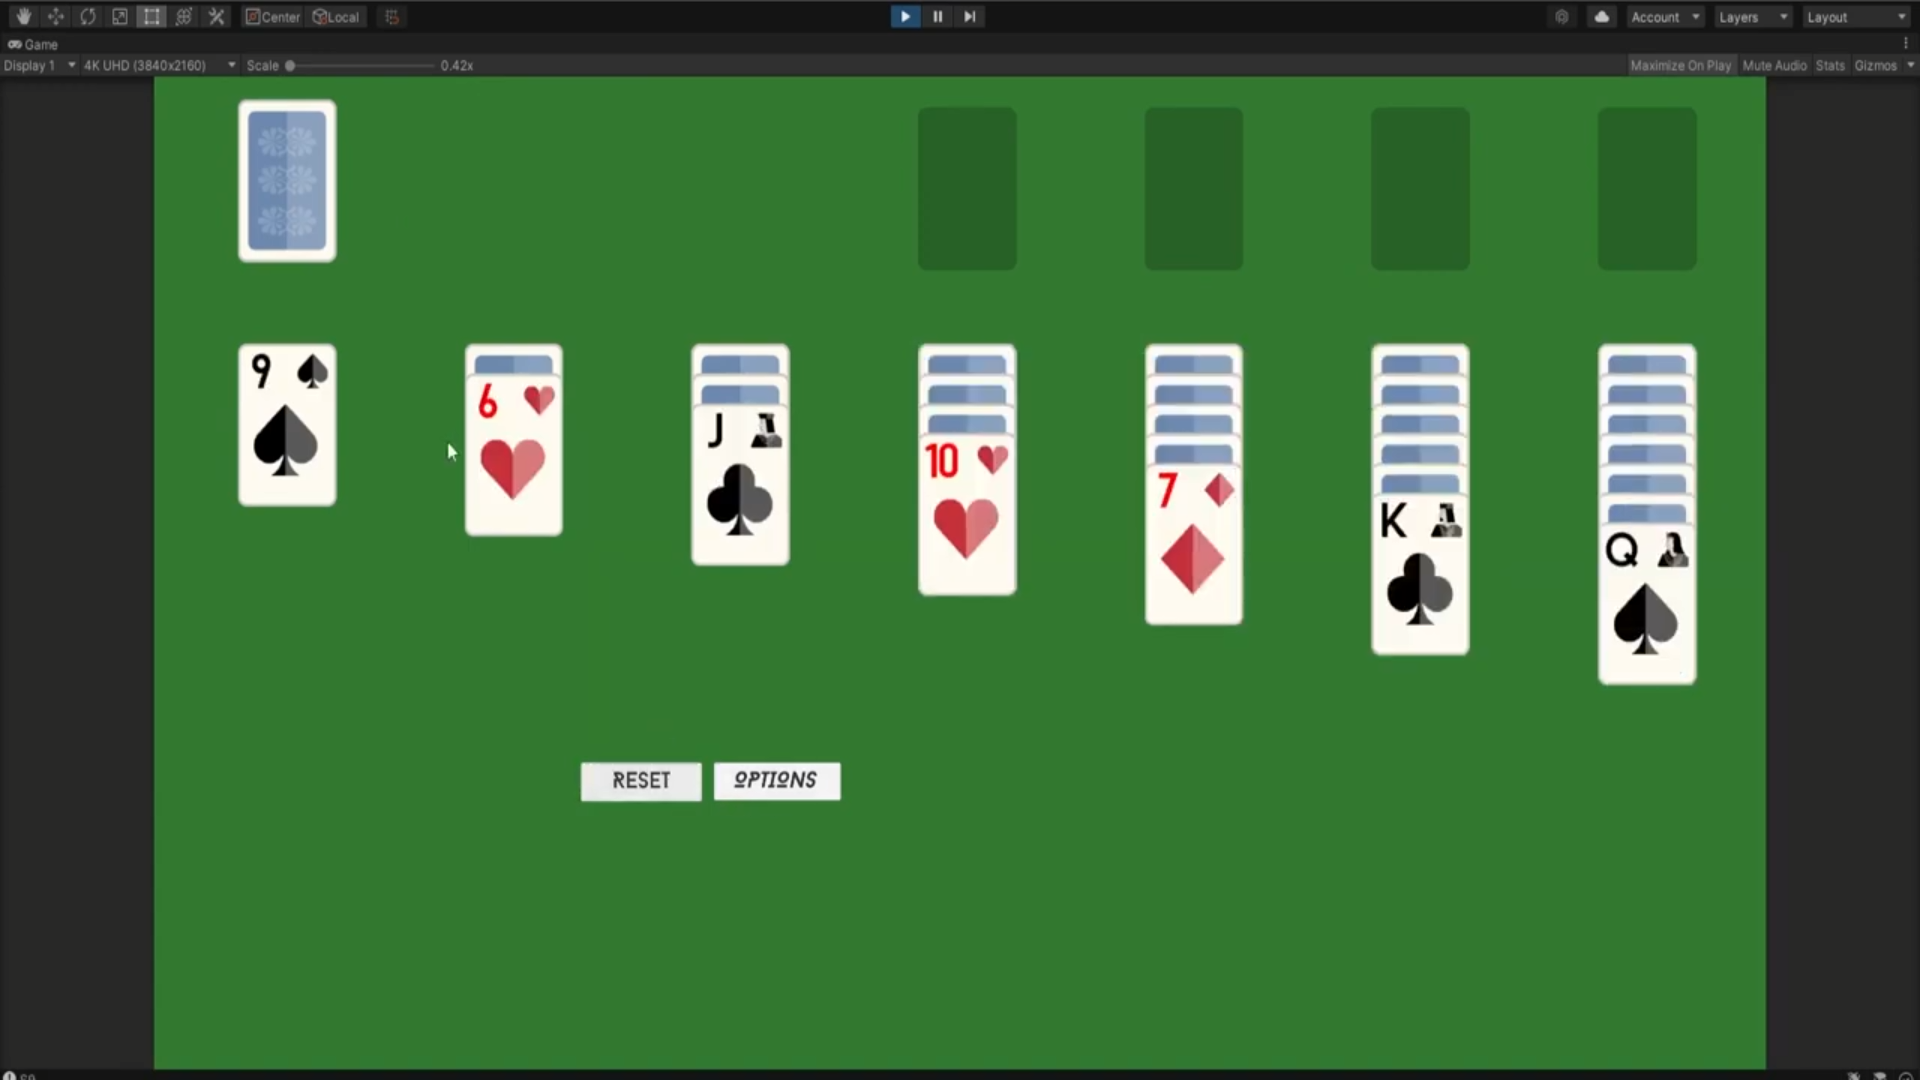 Center Local Account Layers Layout
Game
Display 1 4K UHD (3840x2160) Scale 0.42x Maximize On Play Mute Audio Stats Gizmos
9
6
J
10
7
K
Q
RESET OPTIONS